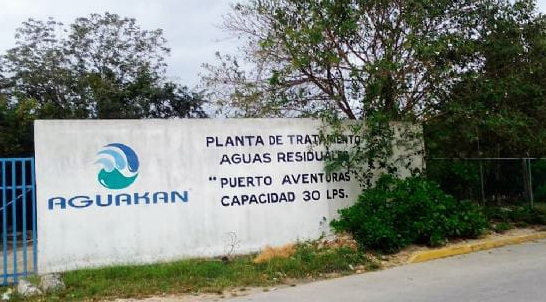 PLANTA DE TRATAMIENTO
AGUAS RESIDUALES
"PUERTO AVENTURAS"
CAPACIDAD 30 LPS.
AGUAKAN